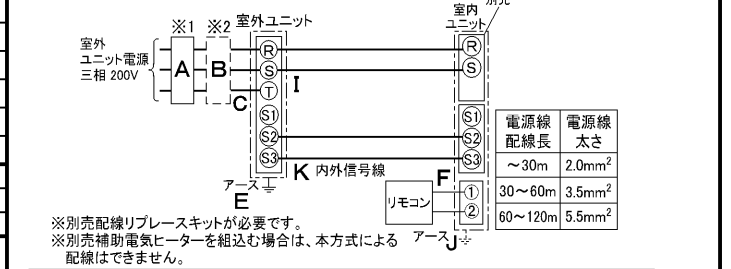 別売
※1 ※2 室外ユニット
室内
ユニット
室外
ユニット電源
三相 200V
A
B
C
R
S
T
S1
S2
S3
I
R
S
S1
S2
S3
K 内外信号線
F
アース
E
リモコン
①
②
アース J
電源線
配線長
電源線
太さ
～30m 2.0mm²
30～60m 3.5mm²
60～120m 5.5mm²
※別売配線リプレースキットが必要です。
※別売補助電気ヒーターを組込む場合は、本方式による
配線はできません。